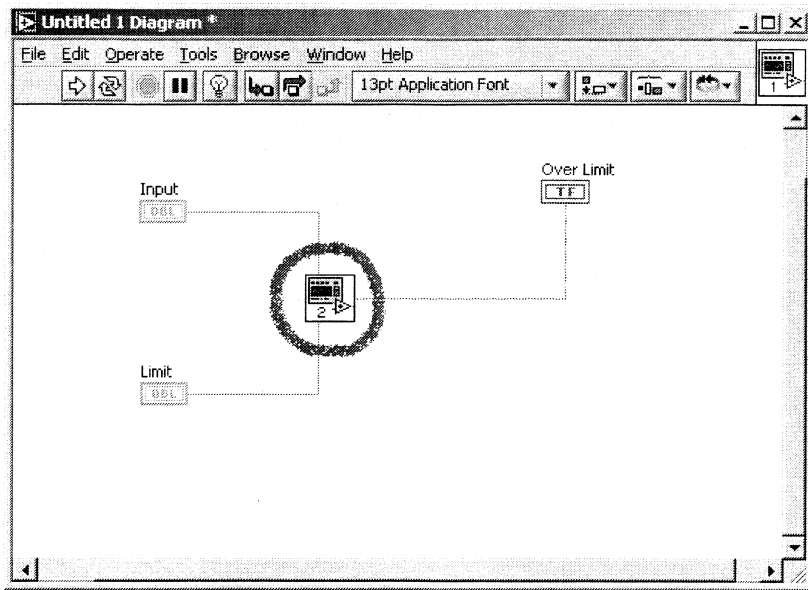 Untitled 1 Diagram *
File Edit Operate Tools Browse Window Help
13pt Application Font
1
Over Limit
TF
Input
DBL
2
Limit
DBL